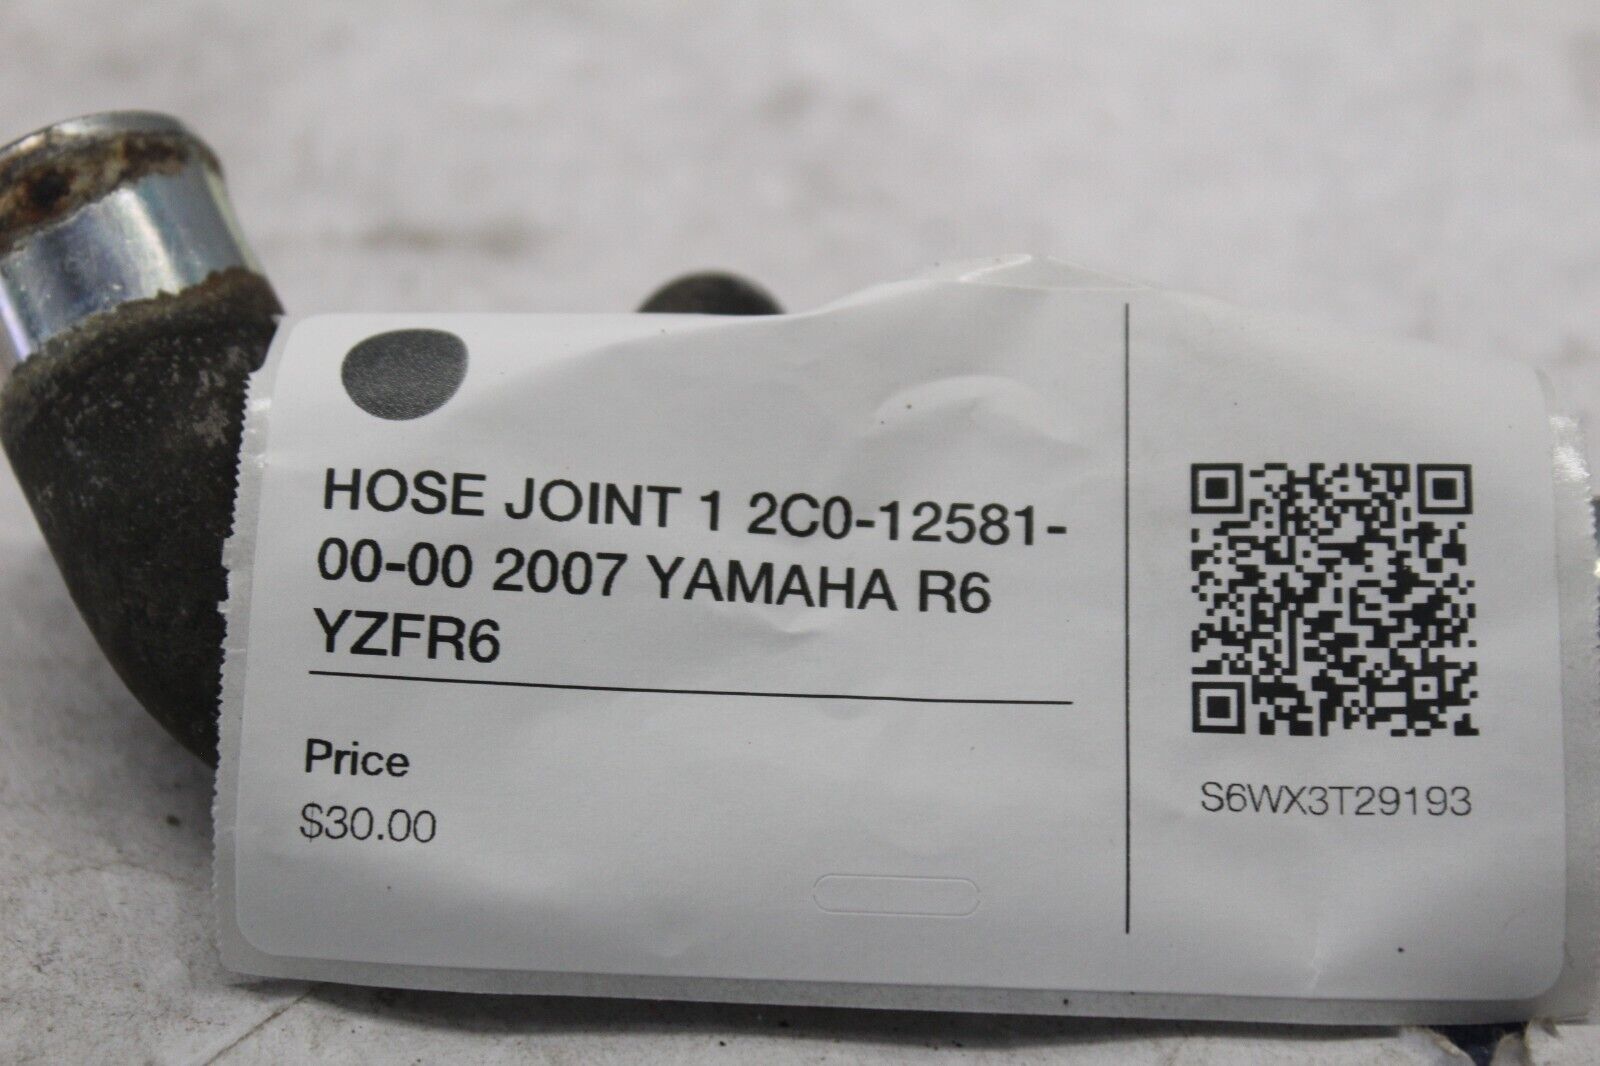 HOSE JOINT 1 2C0-12581-
00-00 2007 YAMAHA R6
YZFR6
Price
$30.00
S6WX3T29193